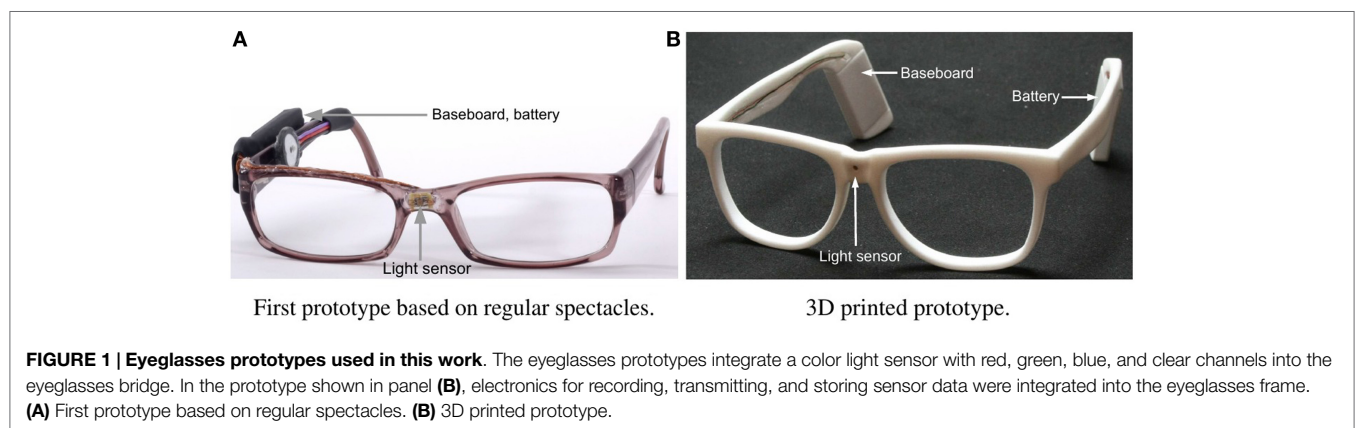 A
B
Baseboard
Battery
Baseboard, battery
Light sensor
Light sensor
First prototype based on regular spectacles.
3D printed prototype.
FIGURE 1 | Eyeglasses prototypes used in this work. The eyeglasses prototypes integrate a color light sensor with red, green, blue, and clear channels into the
eyeglasses bridge. In the prototype shown in panel (B), electronics for recording, transmitting, and storing sensor data were integrated into the eyeglasses frame.
(A) First prototype based on regular spectacles. (B) 3D printed prototype.